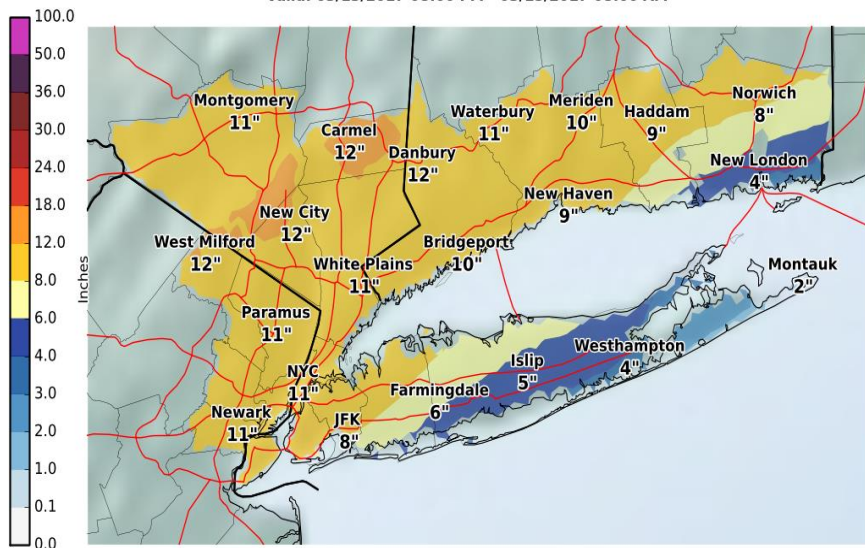 100.0
50.0
36.0
30.0
24.0
18.0
12.0
8.0
6.0
4.0
3.0
2.0
1.0
0.1
0.0
Inches
Montgomery
11"
Carmel
12"
Danbury
12"
Waterbury
11"
Meriden
10"
Haddam
9"
Norwich
8"
New London
4"
New City
12"
New Haven
9"
West Milford
12"
White Plains
11"
Bridgeport
10"
Montauk
2"
Paramus
11"
NYC
11"
Farmingdale
6"
Islip
5"
Westhampton
4"
Newark
11"
JFK
8"